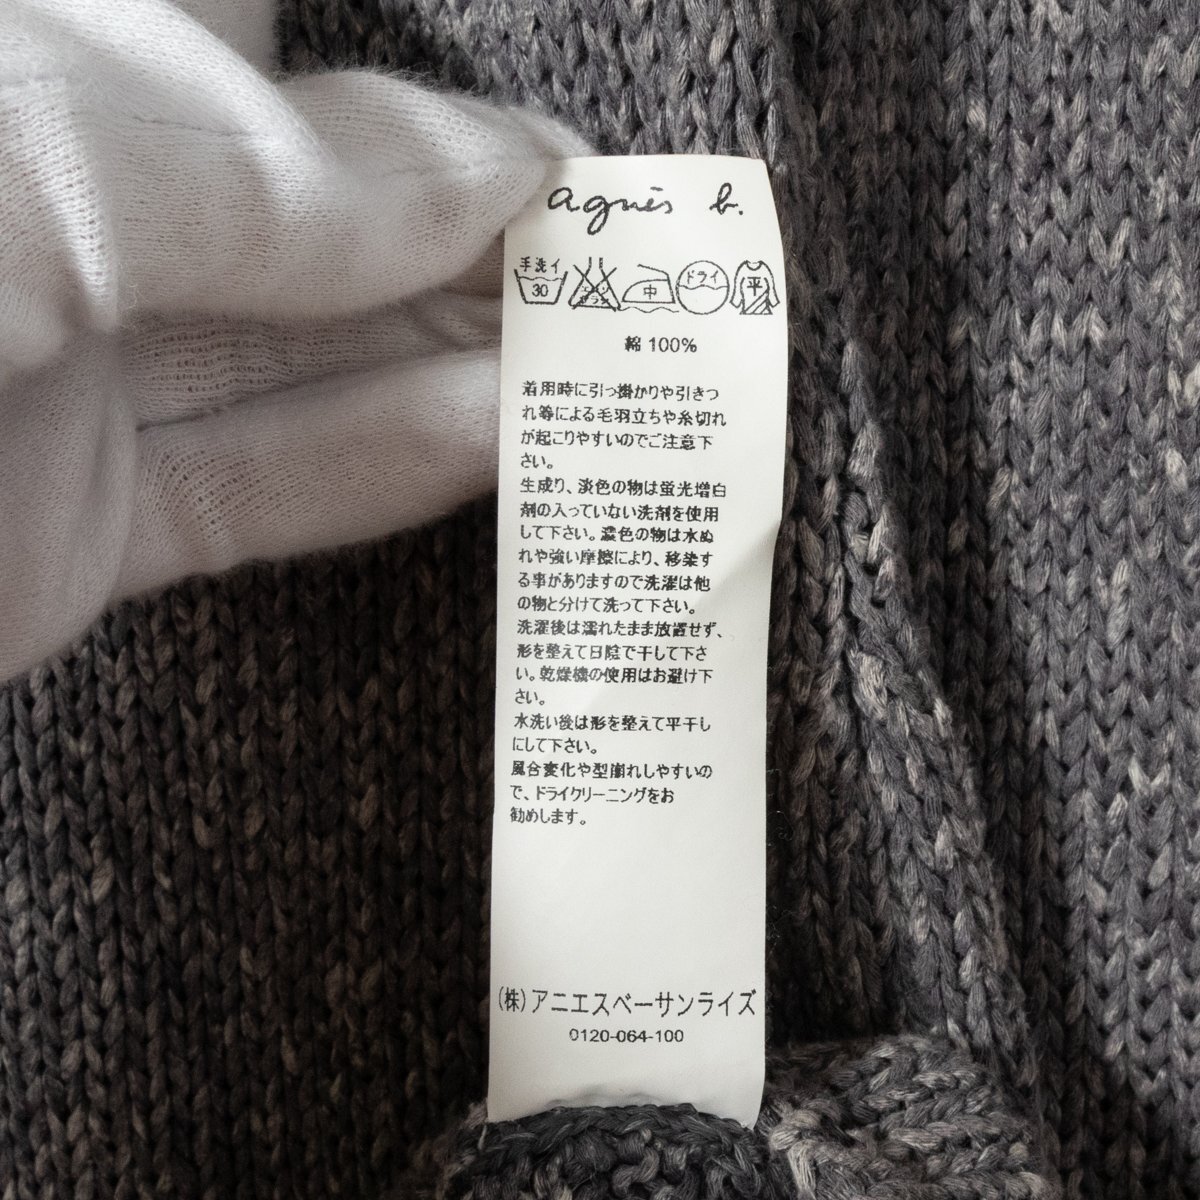 agnès b.
手洗イ
30
エンソ
サラシ
中
ドライ
平
綿 100%
着用時に引っ掛かりや引きつ
れ等による毛羽立ちや糸切れ
が起こりやすいのでご注意下
さい。
生成り、淡色の物は蛍光増白
剤の入っていない洗剤を使用
して下さい。濃色の物は水ぬ
れや強い摩擦により、移染す
る事がありますので洗濯は他
の物と分けて洗って下さい。
洗濯後は濡れたまま放置せず、
形を整えて日陰で干して下さ
い。乾燥機の使用はお避け下
さい。
水洗い後は形を整えて平干し
にして下さい。
風合変化や型崩れしやすいの
で、ドライクリーニングをお
勧めします。
(株)アニエスベーサンライズ
0120-064-100